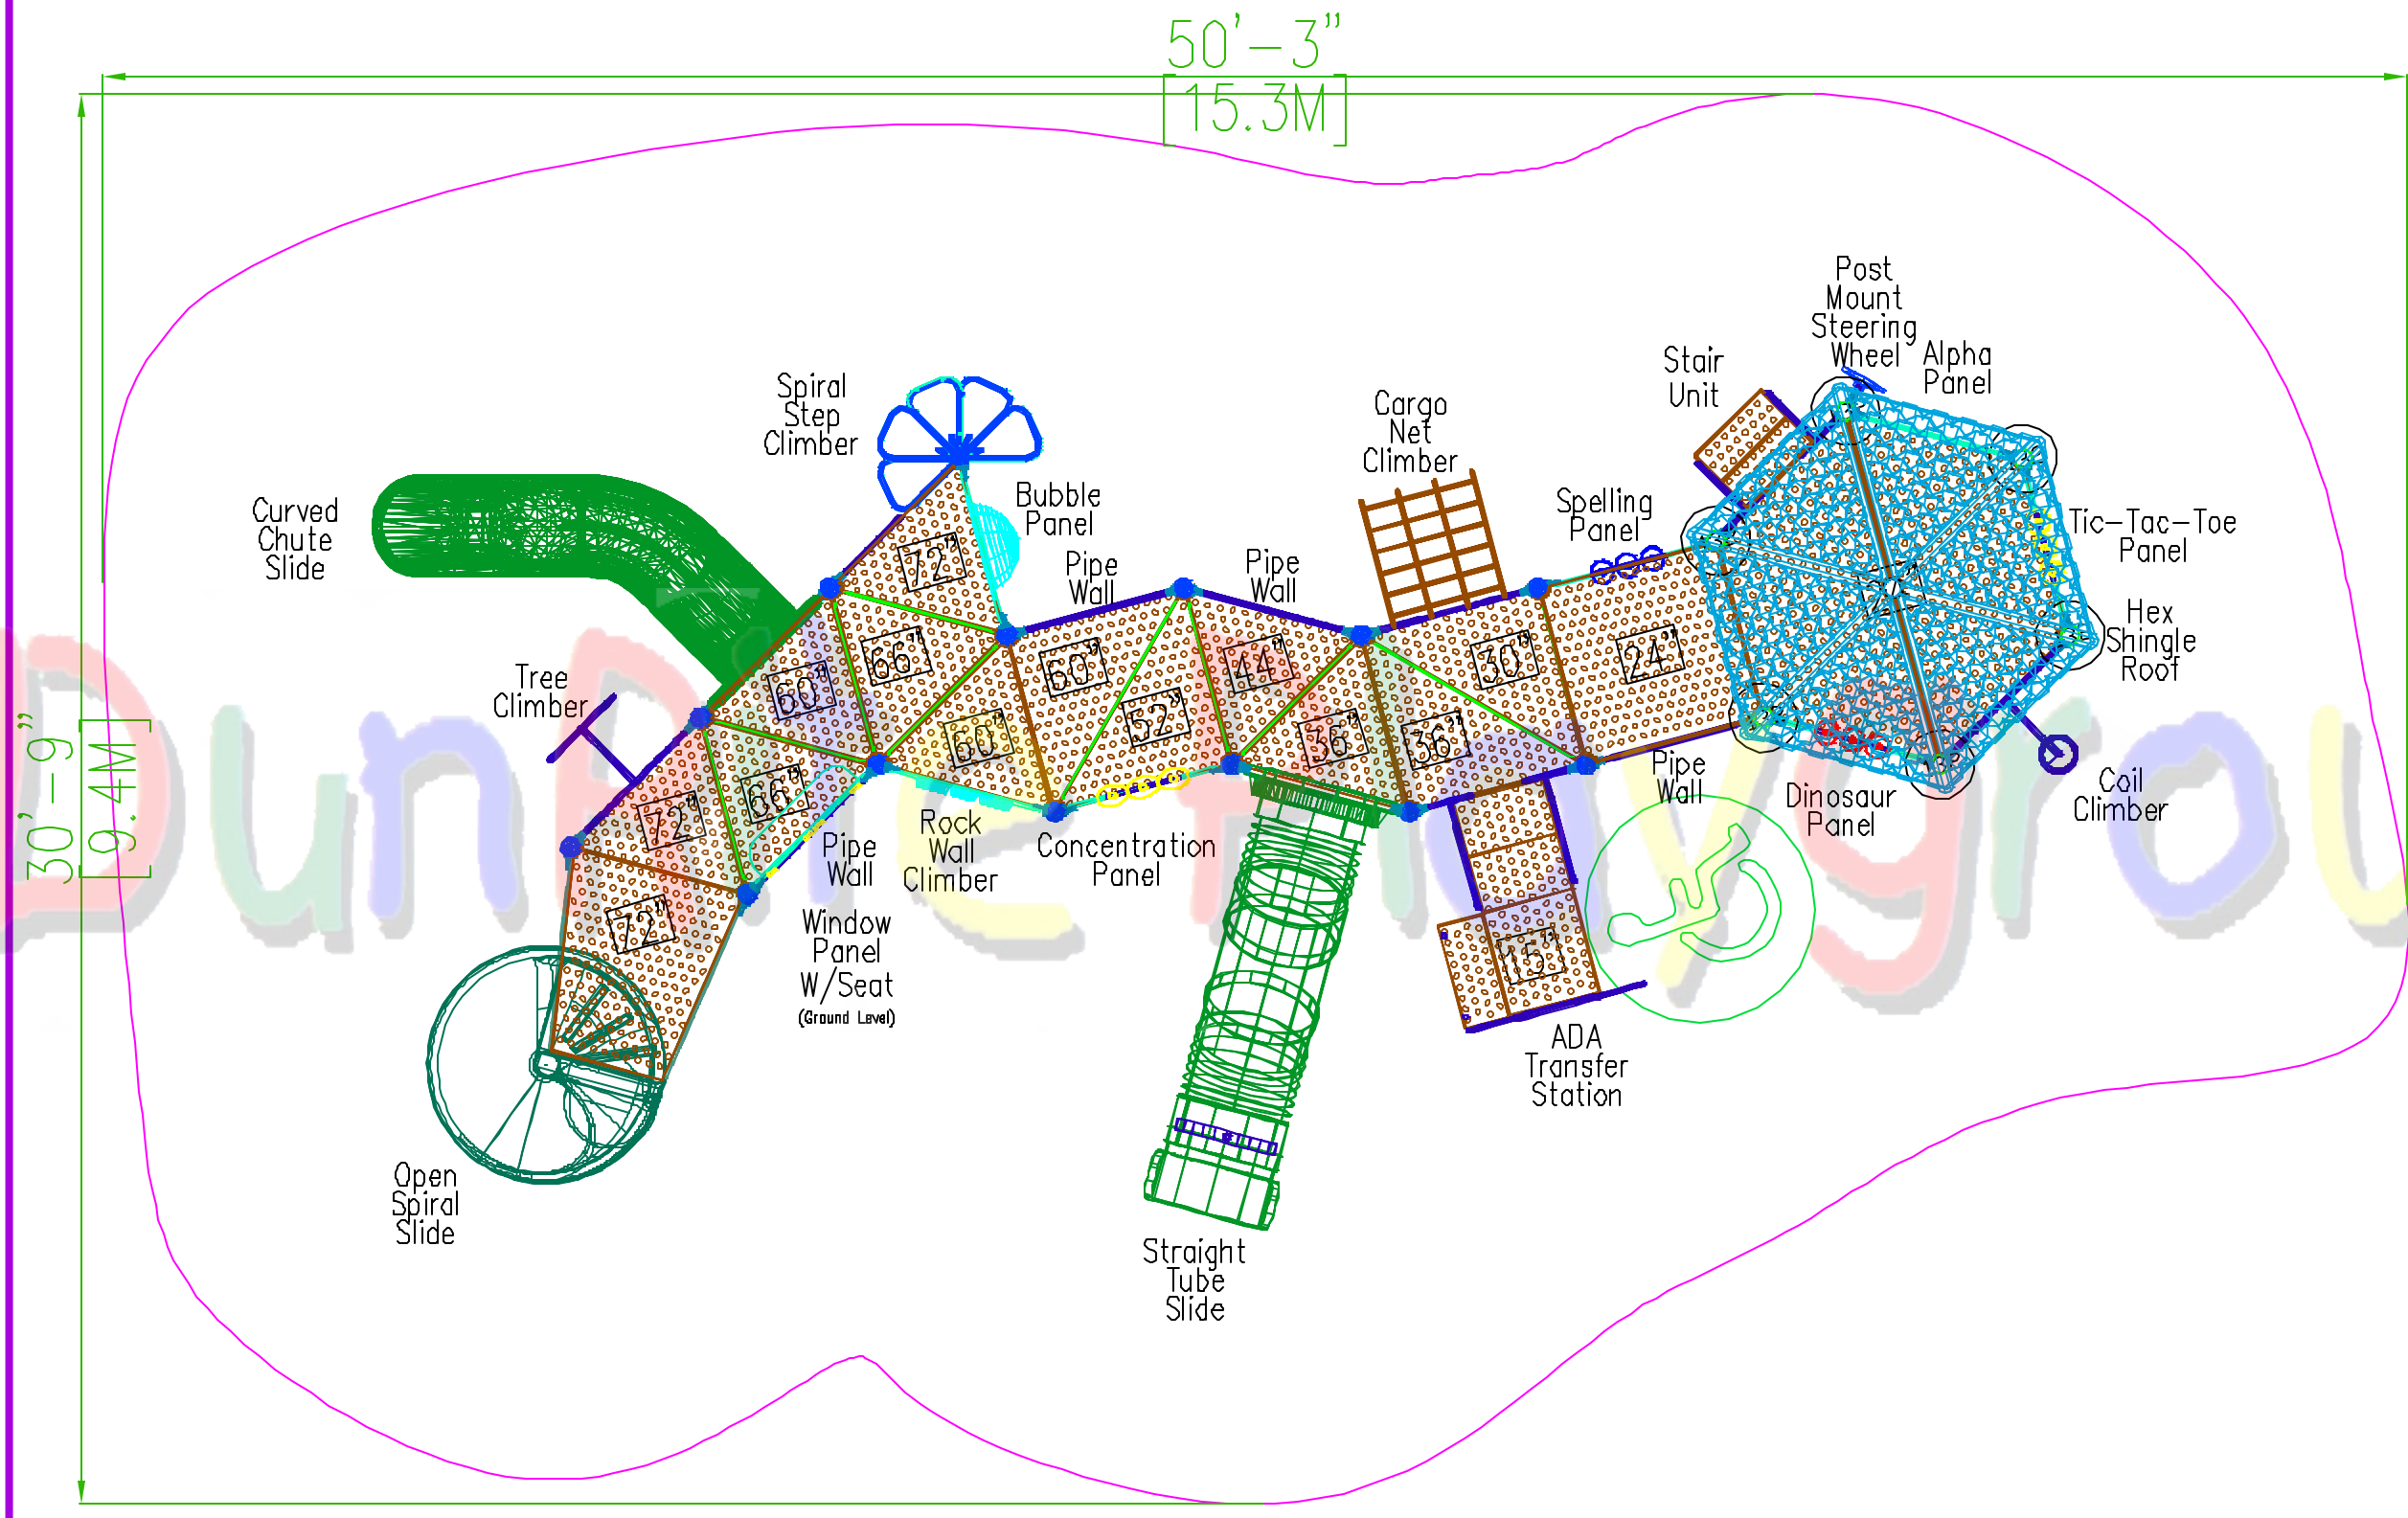 50'-3"
[15.3M]
30'-9"
[9.4M]
Post
Mount
Steering
Wheel
Alpha
Panel
Stair
Unit
Spiral
Step
Climber
Cargo
Net
Climber
Curved
Chute
Slide
Bubble
Panel
Spelling
Panel
Tic-Tac-Toe
Panel
Pipe
Wall
Pipe
Wall
Hex
Shingle
Roof
Tree
Climber
72"
66"
60"
60"
44"
30"
24"
60"
52"
36"
36"
66"
72"
72"
15"
Pipe
Wall
Dinosaur
Panel
Coil
Climber
Pipe
Wall
Rock
Wall
Climber
Concentration
Panel
Window
Panel
W/Seat
(Ground Level)
ADA
Transfer
Station
Open
Spiral
Slide
Straight
Tube
Slide